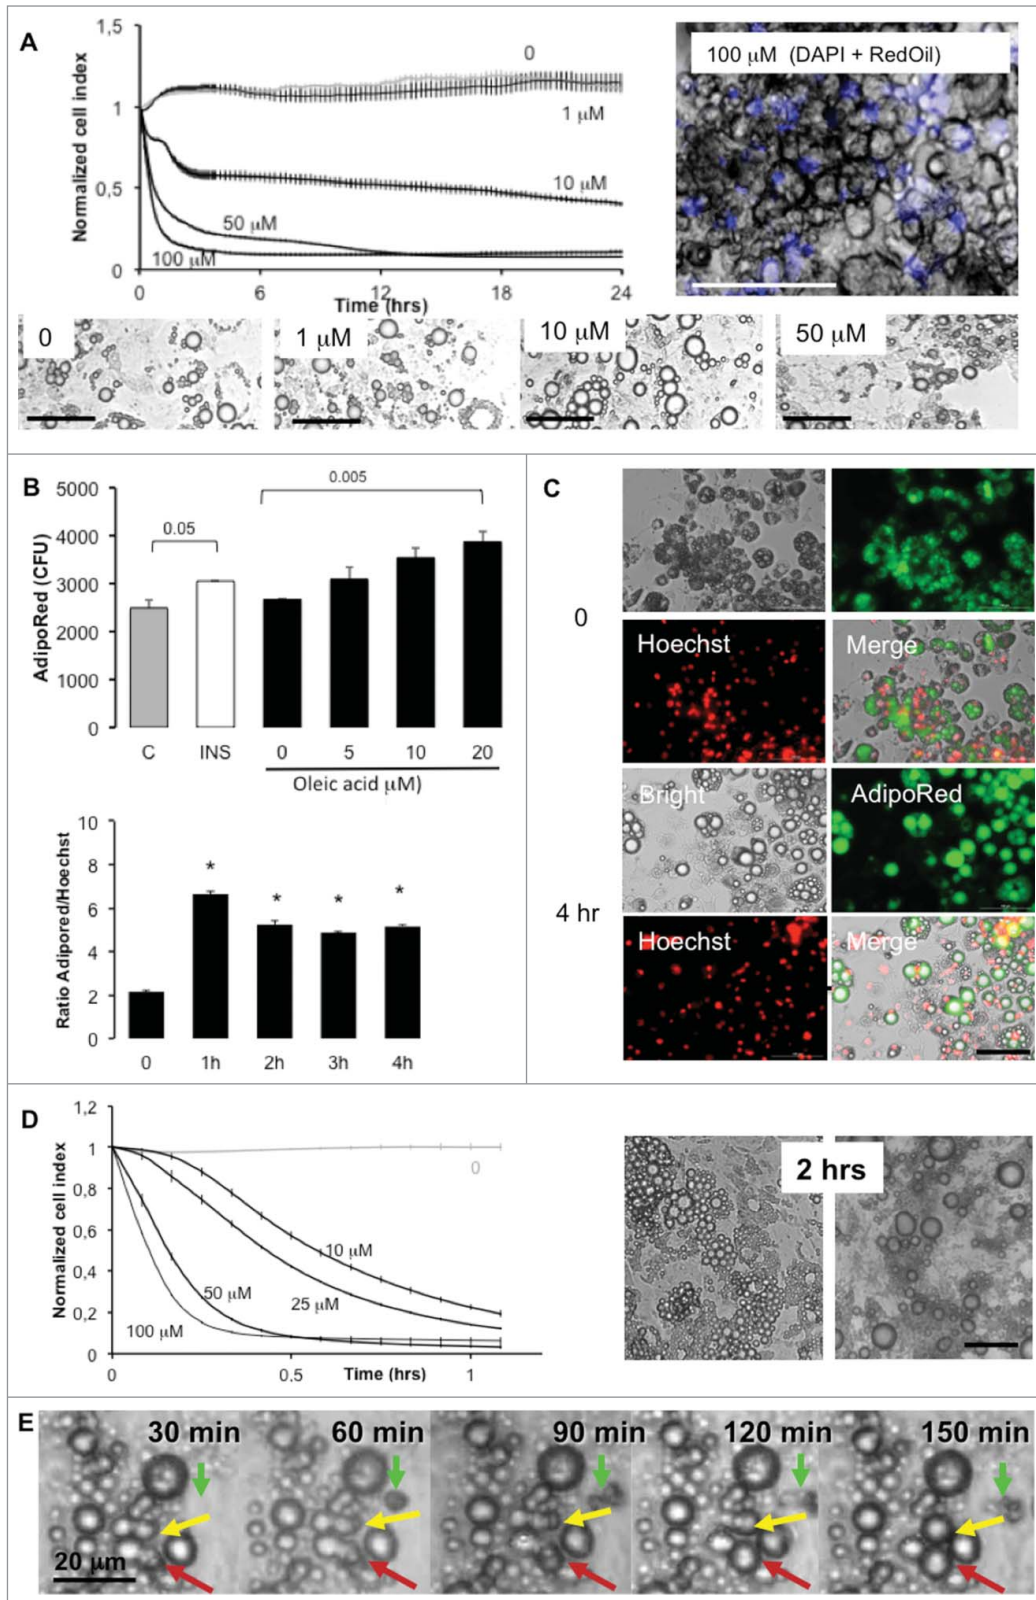 A
1,5
1
0,5
0
Normalized cell index
0
1 µM
10 µM
50 µM
100 µM
0 6 12 18 24
Time (hrs)
100 µM (DAPI + RedOil)
0
1 µM
10 µM
50 µM
B
5000
4000
3000
2000
1000
0
AdipoRed (CFU)
0.05
0.005
C INS 0 5 10 20
Oleic acid µM)
10
8
6
4
2
0
Ratio Adipored/Hoechst
* * * *
0 1h 2h 3h 4h
C
0
Hoechst
Merge
4 hr
Bright
AdipoRed
Hoechst
Merge
D
1,2
1
0,8
0,6
0,4
0,2
0
Normalized cell index
0
10 µM
25 µM
50 µM
100 µM
0 0.5 1
Time (hrs)
2 hrs
E
30 min
60 min
90 min
120 min
150 min
20 µm